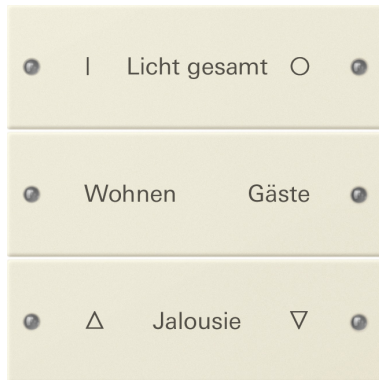 I Licht gesamt O
Wohnen Gäste
△ Jalousie ▽